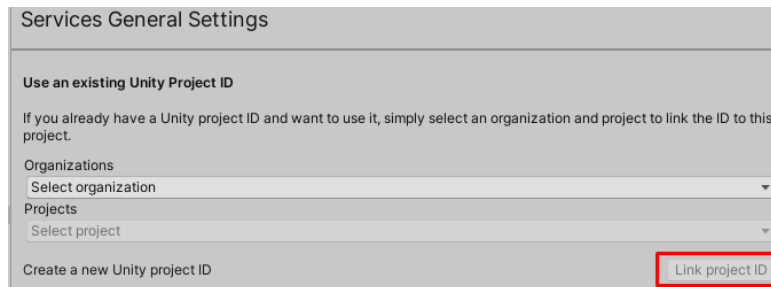 Services General Settings
Use an existing Unity Project ID
If you already have a Unity project ID and want to use it, simply select an organization and project to link the ID to this
project.
Organizations
Select organization
Projects
Select project
Create a new Unity project ID
Link project ID